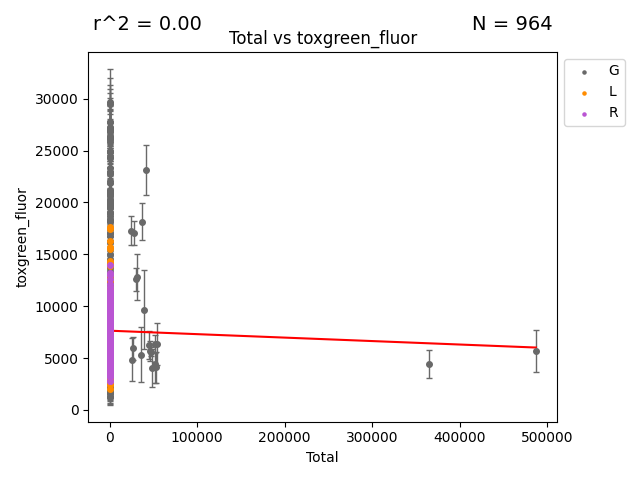 r^2 = 0.00
N = 964
Total vs toxgreen_fluor
G
L
R
30000
25000
20000
15000
10000
5000
0
toxgreen_fluor
0
100000
200000
300000
400000
500000
Total